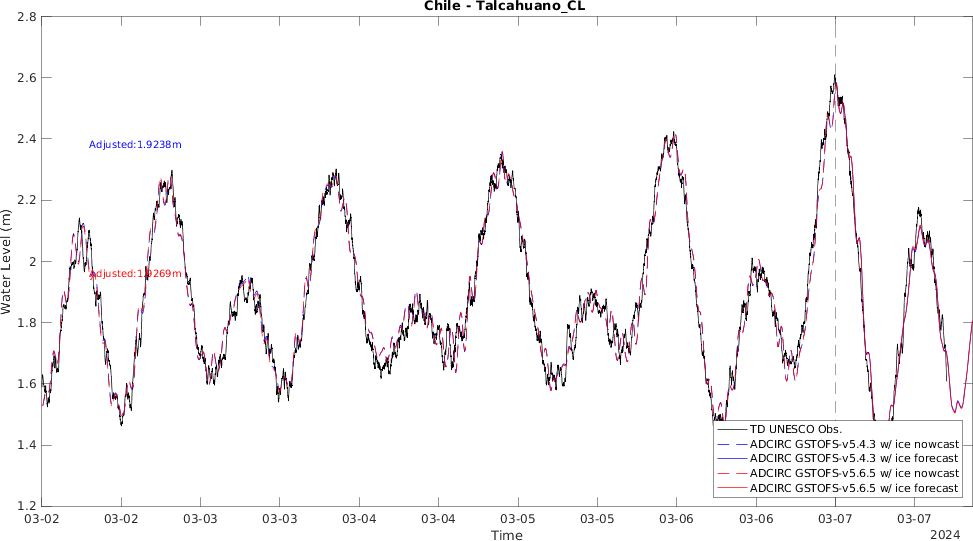 Chile - Talcahuano_CL
2.8
2.6
2.4
2.2
2
1.8
1.6
1.4
1.2
Water Level (m)
Adjusted:1.9238m
Adjusted:1.9269m
TD UNESCO Obs.
ADCIRC GSTOFS-v5.4.3 w/ ice nowcast
ADCIRC GSTOFS-v5.4.3 w/ ice forecast
ADCIRC GSTOFS-v5.6.5 w/ ice nowcast
ADCIRC GSTOFS-v5.6.5 w/ ice forecast
03-02 03-02 03-03 03-03 03-04 03-04 03-05 03-05 03-06 03-06 03-07 03-07
Time
2024